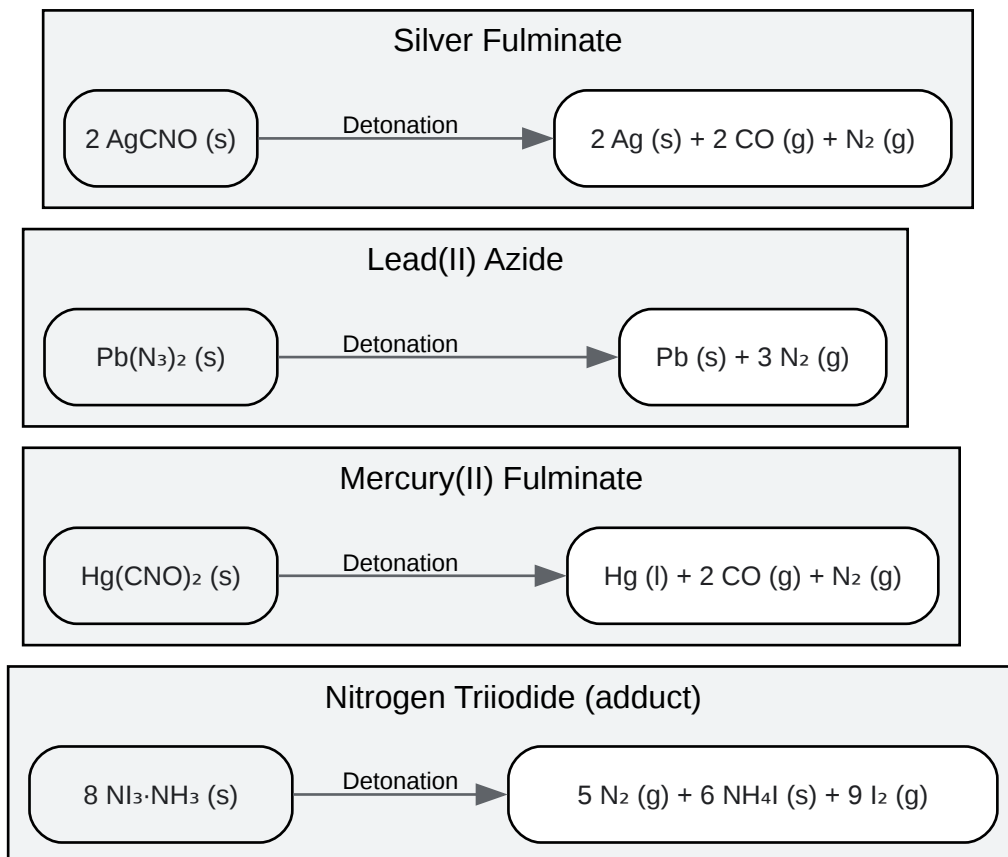 Silver Fulminate
2 AgCNO (s)
Detonation
2 Ag (s) + 2 CO (g) + N₂ (g)
Lead(II) Azide
Pb(N₃)₂ (s)
Detonation
Pb (s) + 3 N₂ (g)
Mercury(II) Fulminate
Hg(CNO)₂ (s)
Detonation
Hg (l) + 2 CO (g) + N₂ (g)
Nitrogen Triiodide (adduct)
8 NI₃·NH₃ (s)
Detonation
5 N₂ (g) + 6 NH₄I (s) + 9 I₂ (g)